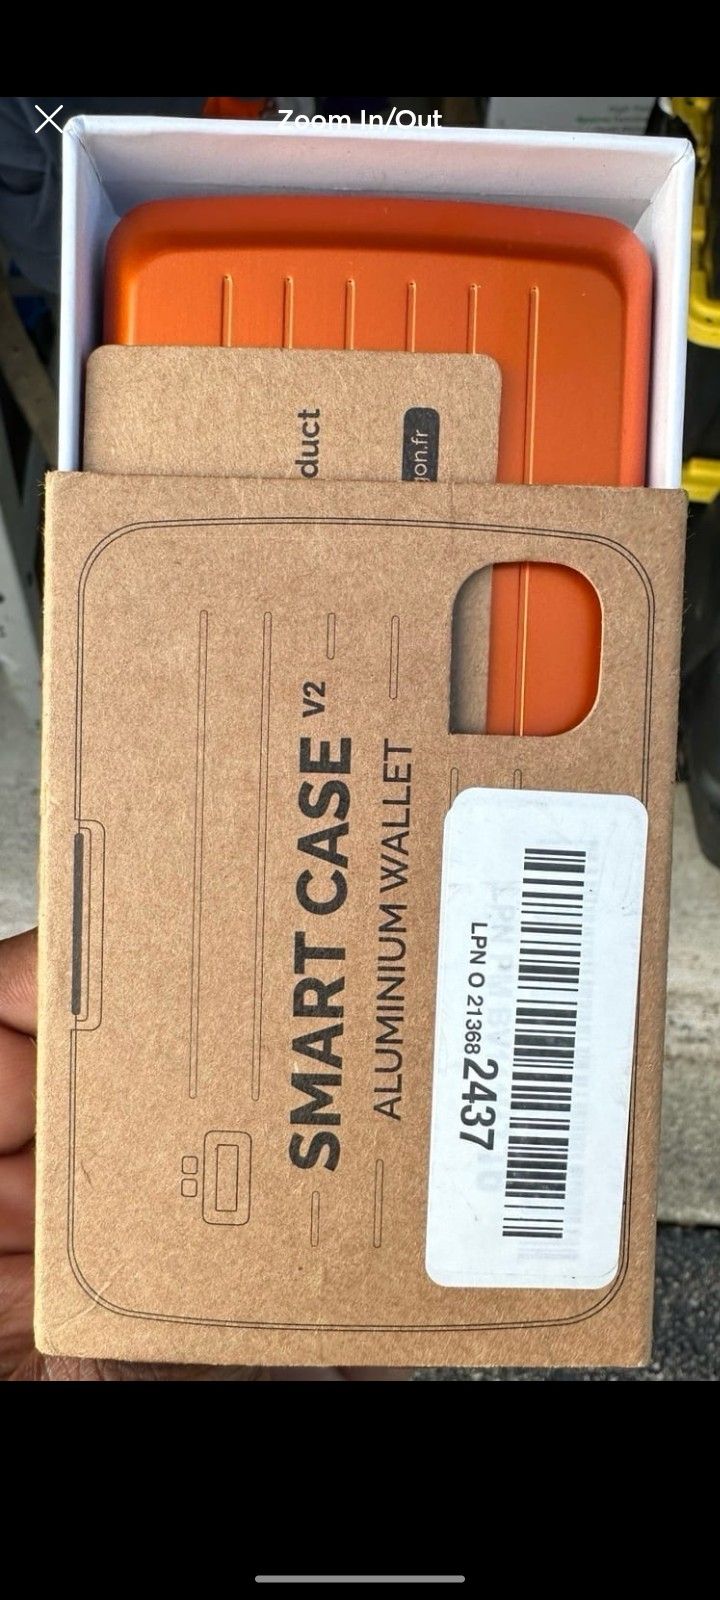 Zoom In/Out
duct
gon.fr
SMART CASE V2
ALUMINIUM WALLET
LPN O 21368 2437